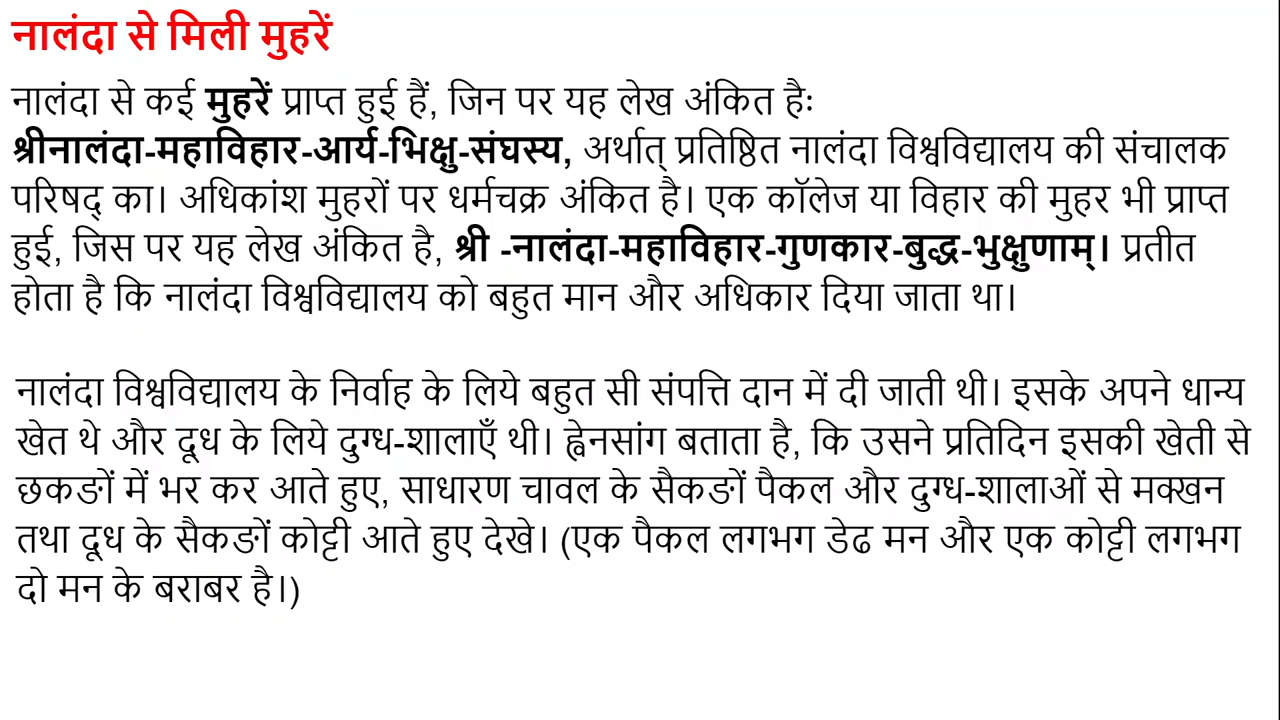 नालंदा से मिली मुहरें
नालंदा से कई मुहरें प्राप्त हुई हैं, जिन पर यह लेख अंकित हैः
श्रीनालंदा-महाविहार-आर्य-भिक्षु-संघस्य, अर्थात् प्रतिष्ठित नालंदा विश्वविद्यालय की संचालक
परिषद् का। अधिकांश मुहरों पर धर्मचक्र अंकित है। एक कॉलेज या विहार की मुहर भी प्राप्त
हुई, जिस पर यह लेख अंकित है, श्री -नालंदा-महाविहार-गुणकार-बुद्ध-भुक्षुणाम्। प्रतीत
होता है कि नालंदा विश्वविद्यालय को बहुत मान और अधिकार दिया जाता था।
नालंदा विश्वविद्यालय के निर्वाह के लिये बहुत सी संपत्ति दान में दी जाती थी। इसके अपने धान्य
खेत थे और दूध के लिये दुग्ध-शालाएँ थी। ह्वेनसांग बताता है, कि उसने प्रतिदिन इसकी खेती से
छकङों में भर कर आते हुए, साधारण चावल के सैकङों पैकल और दुग्ध-शालाओं से मक्खन
तथा दूध के सैकङों कोट्टी आते हुए देखे। (एक पैकल लगभग डेढ मन और एक कोट्टी लगभग
दो मन के बराबर है।)